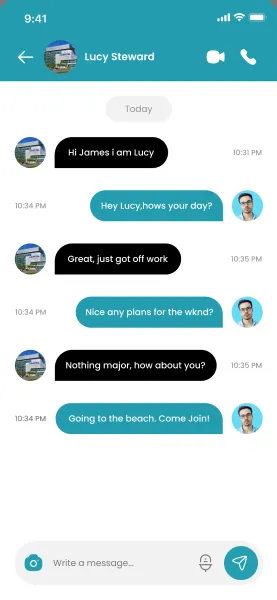 9:41
Lucy Steward
Today
Hi James i am Lucy
10:31 PM
10:34 PM
Hey Lucy,hows your day?
Great, just got off work
10:35 PM
10:34 PM
Nice any plans for the wknd?
Nothing major, how about you?
10:35 PM
10:34 PM
Going to the beach. Come Join!
Write a message...